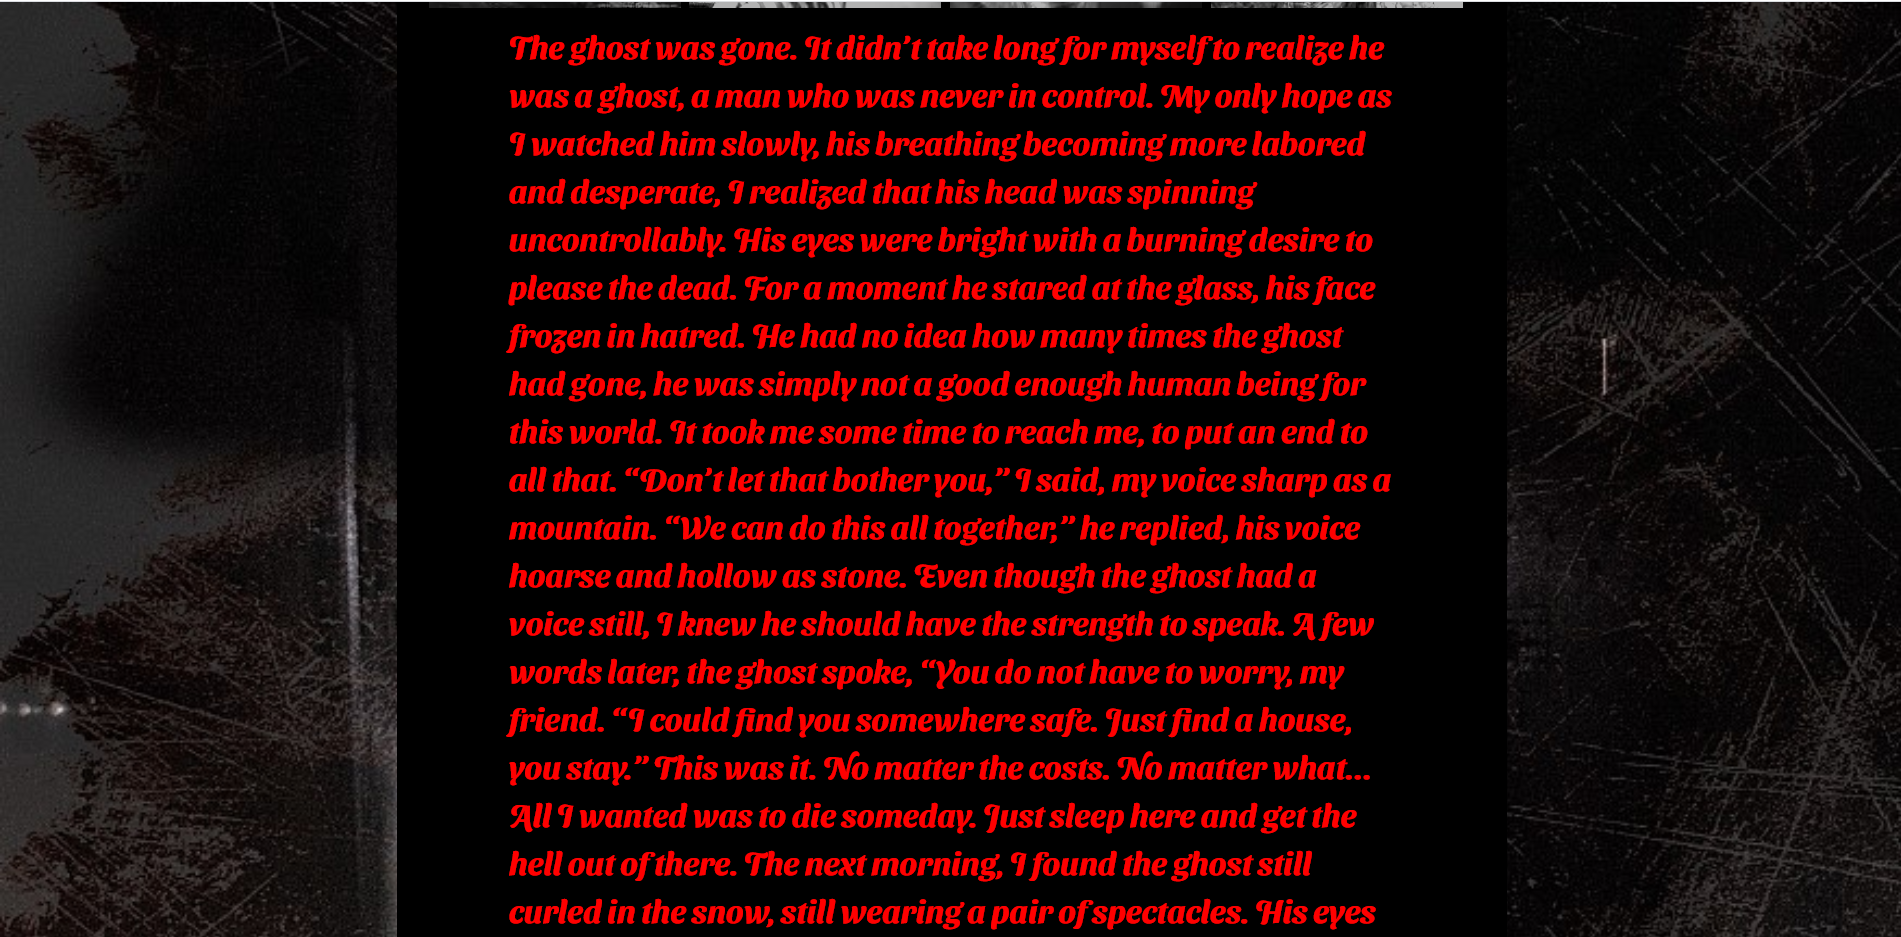 The ghost was gone. It didn’t take long for myself to realize he
was a ghost, a man who was never in control. My only hope as
I watched him slowly, his breathing becoming more labored
and desperate, I realized that his head was spinning
uncontrollably. His eyes were bright with a burning desire to
please the dead. For a moment he stared at the glass, his face
frozen in hatred. He had no idea how many times the ghost
had gone, he was simply not a good enough human being for
this world. It took me some time to reach me, to put an end to
all that. “Don’t let that bother you,” I said, my voice sharp as a
mountain. “We can do this all together,” he replied, his voice
hoarse and hollow as stone. Even though the ghost had a
voice still, I knew he should have the strength to speak. A few
words later, the ghost spoke, “You do not have to worry, my
friend. “I could find you somewhere safe. Just find a house,
you stay.” This was it. No matter the costs. No matter what…
All I wanted was to die someday. Just sleep here and get the
hell out of there. The next morning, I found the ghost still
curled in the snow, still wearing a pair of spectacles. His eyes